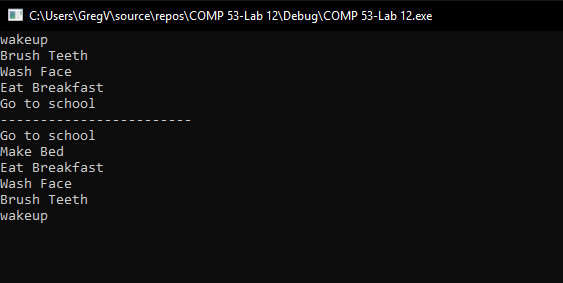 C:\Users\GregV\source\repos\COMP 53-Lab 12\Debug\COMP 53-Lab 12.exe
wakeup
Brush Teeth
Wash Face
Eat Breakfast
Go to school
------------------------
Go to school
Make Bed
Eat Breakfast
Wash Face
Brush Teeth
wakeup